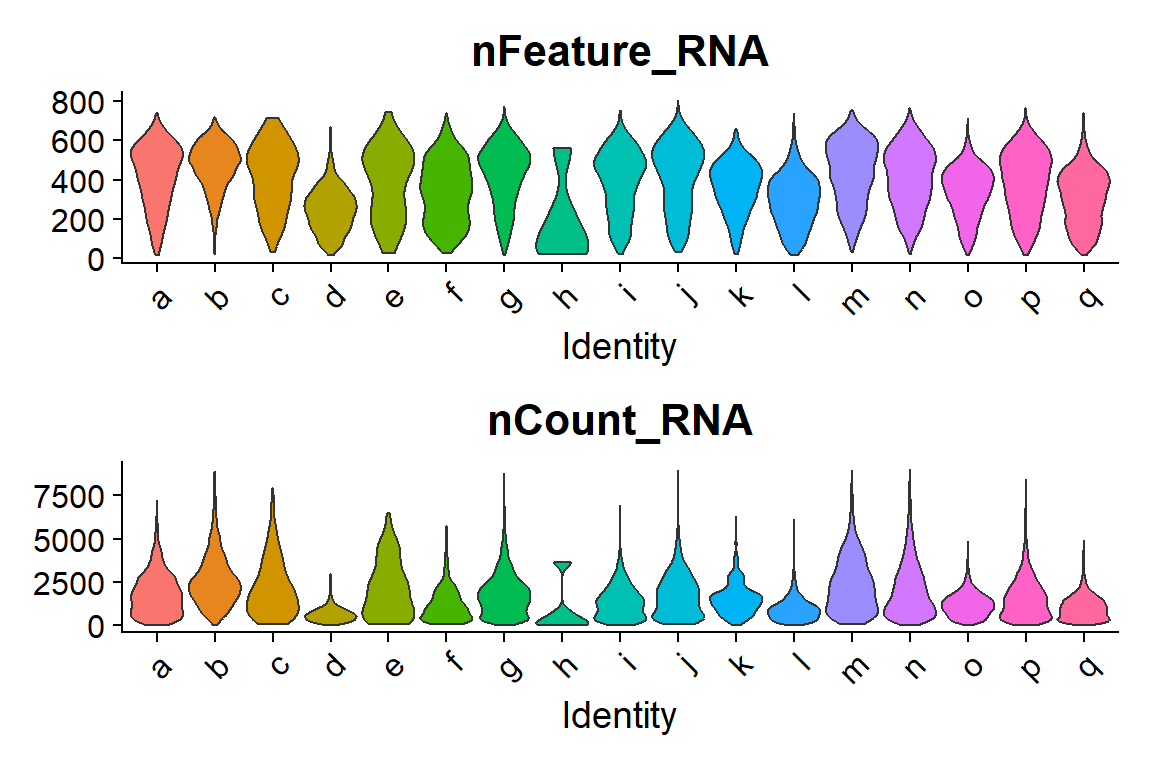 nFeature_RNA
800
600
400
200
0
a b c d e f g h i j k l m n o p q
Identity
nCount_RNA
7500
5000
2500
0
a b c d e f g h i j k l m n o p q
Identity